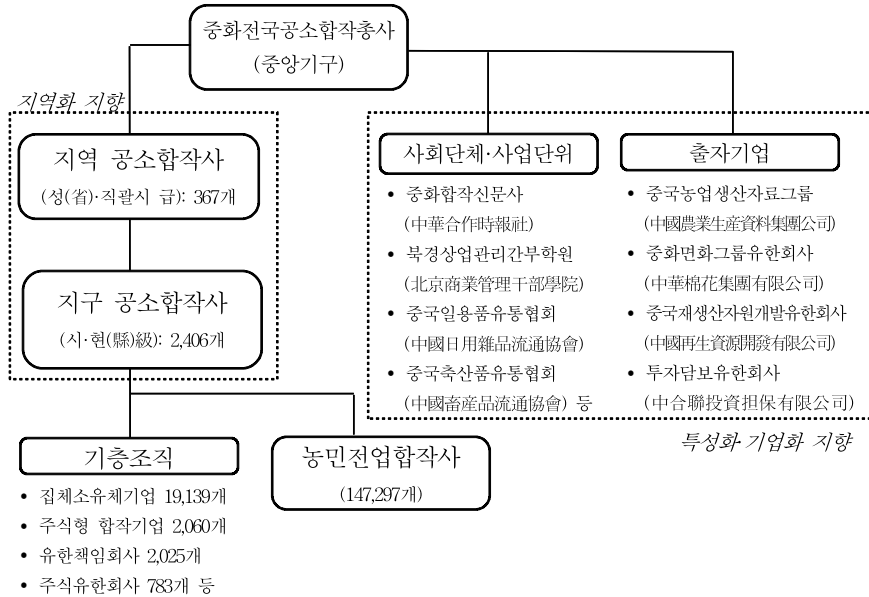 중화전국공소합작총사
(중앙기구)
지역화 지향
지역 공소합작사
(성(省)·직괄시 급): 367개
지구 공소합작사
(시·현(縣)級): 2,406개
기층조직
• 집체소유체기업 19,139개
• 주식형 합작기업 2,060개
• 유한책임회사 2,025개
• 주식유한회사 783개 등
농민전업합작사
(147,297개)
사회단체·사업단위
• 중화합작신문사
(中華合作時報社)
• 북경상업관리간부학원
(北京商業管理干部學院)
• 중국일용품유통협회
(中國日用雜品流通協會)
• 중국축산품유통협회
(中國畜産品流通協會) 등
출자기업
• 중국농업생산자료그룹
(中國農業生産資料集團公司)
• 중화면화그룹유한회사
(中華棉花集團有限公司)
• 중국재생산자원개발유한회사
(中國再生資源開發有限公司)
• 투자담보유한회사
(中合聯投資担保有限公司)
특성화·기업화 지향